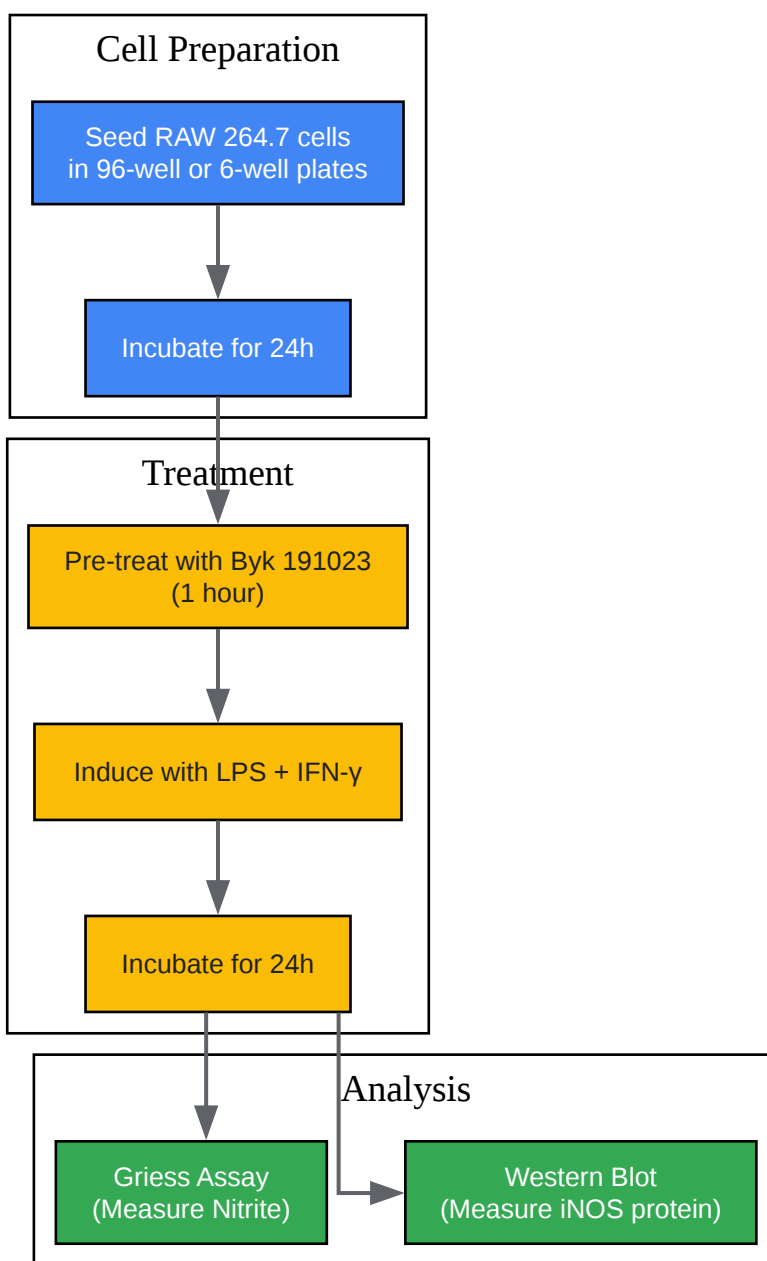 Cell Preparation
Seed RAW 264.7 cells
in 96-well or 6-well plates
Incubate for 24h
Treatment
Pre-treat with Byk 191023
(1 hour)
Induce with LPS + IFN-γ
Incubate for 24h
Analysis
Griess Assay
(Measure Nitrite)
Western Blot
(Measure iNOS protein)